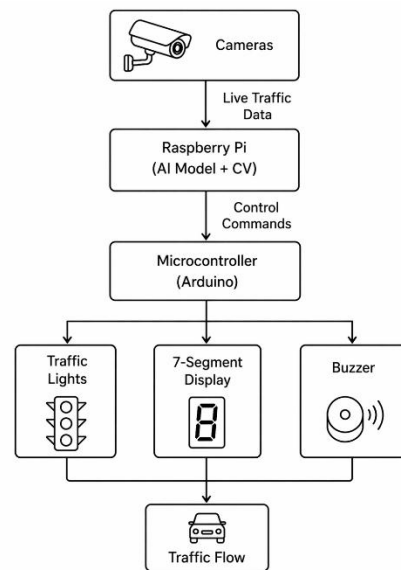 Cameras
Live Traffic
Data
Raspberry Pi
(AI Model + CV)
Control
Commands
Microcontroller
(Arduino)
Traffic
Lights
7-Segment
Display
8
Buzzer
Traffic Flow